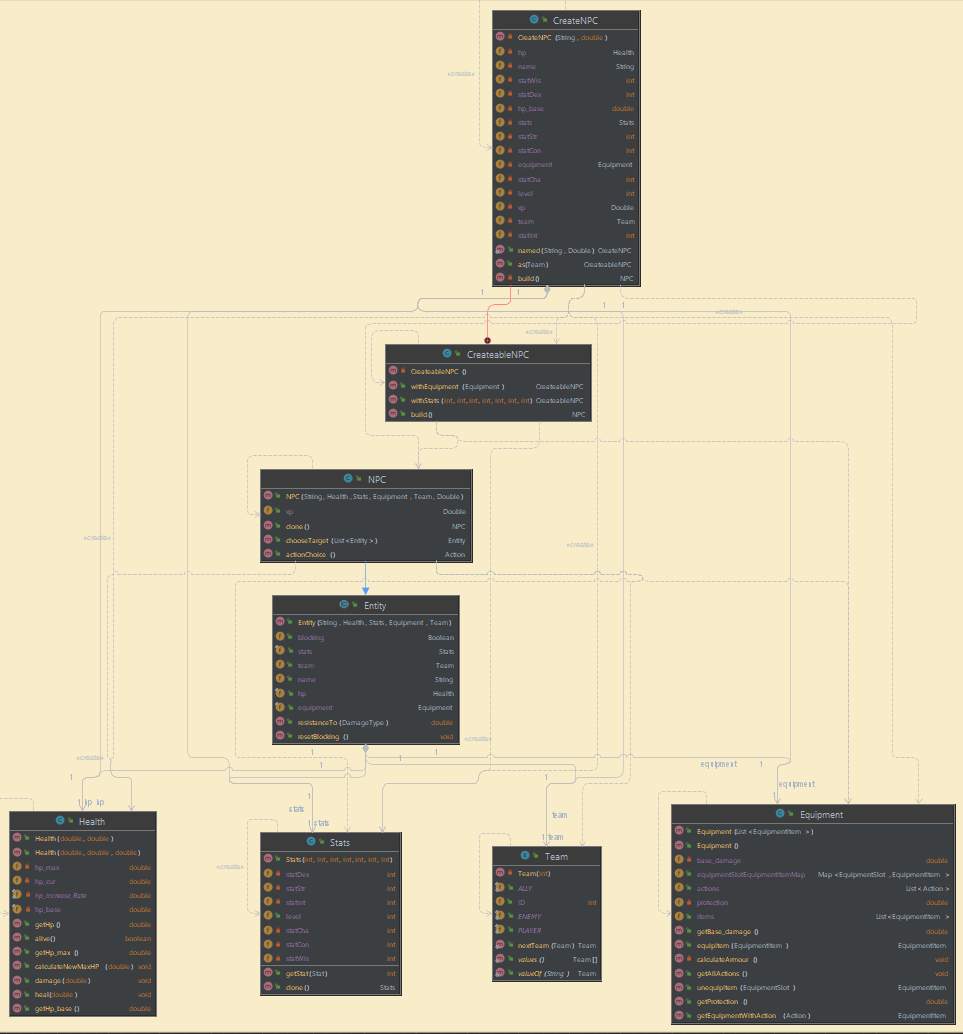 CreateNPC
CreateNPC (String, double)
hp Health
name String
statWis int
statDex int
hp_base double
stats Stats
statStr int
statCon int
equipment Equipment
statCha int
level int
xp Double
team Team
statInt int
named (String, Double) CreateNPC
as(Team) CreateableNPC
build () NPC
«create»
1 1 1 1
«create»
«create»
CreateableNPC
CreateableNPC ()
withEquipment (Equipment) CreateableNPC
withStats (int, int, int, int, int, int, int) CreateableNPC
build () NPC
NPC
NPC (String, Health, Stats, Equipment, Team, Double)
xp Double
clone () NPC
chooseTarget (List<Entity>) Entity
actionChoice () Action
«create»
«create»
Entity
Entity (String, Health, Stats, Equipment, Team)
blocking Boolean
stats Stats
team Team
name String
hp Health
equipment Equipment
resistanceTo (DamageType) double
resetBlocking () void
«create»
1 1 1
«create»
equipment 1
1
equipment
1
1 hp hp
stats 1
1 stats
team
1 team
1
Health
Health (double, double)
Health (double, double, double)
hp_max double
hp_cur double
hp_increase_Rate double
hp_base double
getHp () double
alive() boolean
getHp_max () double
calculateNewMaxHP (double) void
damage (double) void
heal(double) void
getHp_base () double
«create»
Stats
Stats (int, int, int, int, int, int, int)
statDex int
statStr int
statInt int
level int
statCha int
statCon int
statWis int
getStat (Stat) int
clone () Stats
Team
Team(int)
ALLY
ID int
ENEMY
PLAYER
nextTeam (Team) Team
values () Team[]
valueOf (String) Team
Equipment
Equipment (List<EquipmentItem>)
Equipment ()
base_damage double
equipmentSlotEquipmentItemMap Map<EquipmentSlot, EquipmentItem>
actions List<Action>
protection double
items List<EquipmentItem>
getBase_damage () double
equipItem (EquipmentItem) EquipmentItem
calculateArmour () void
getAllActions () void
unequipItem (EquipmentSlot) EquipmentItem
getProtection () double
getEquipmentWithAction (Action) EquipmentItem